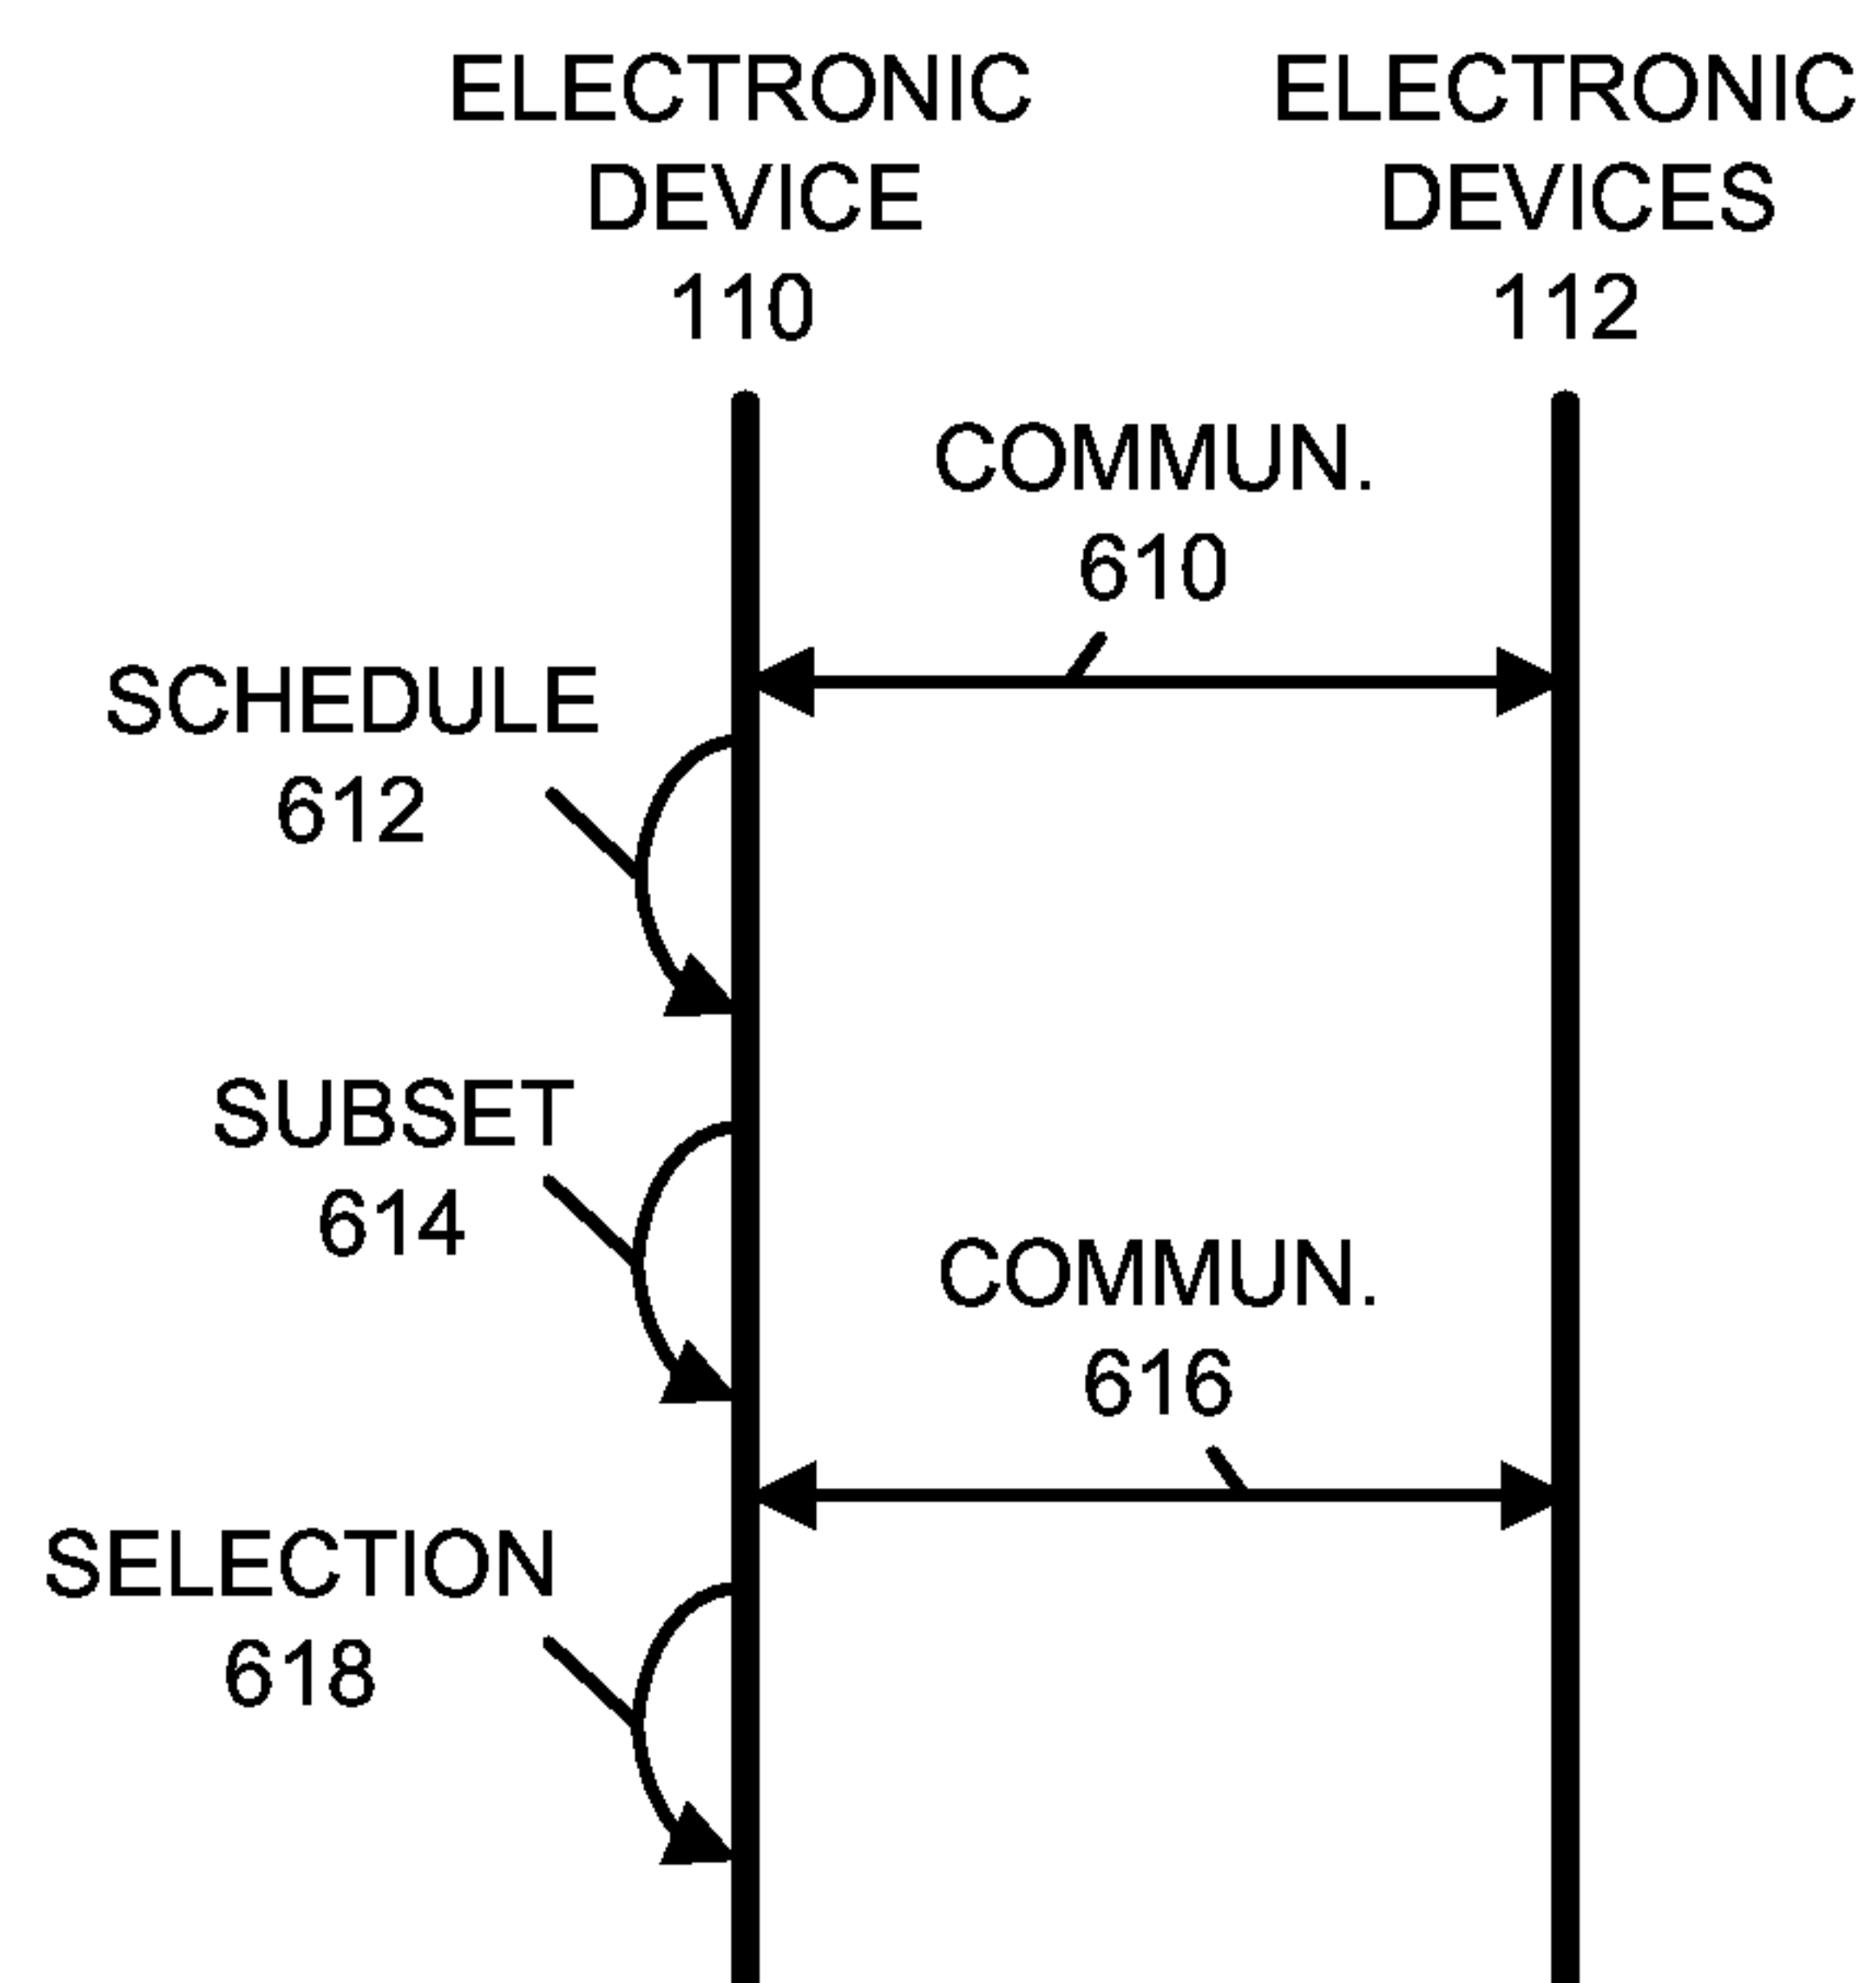 ELECTRONIC
DEVICE
110
ELECTRONIC
DEVICES
112
COMMUN.
610
SCHEDULE
612
SUBSET
614
COMMUN.
616
SELECTION
618